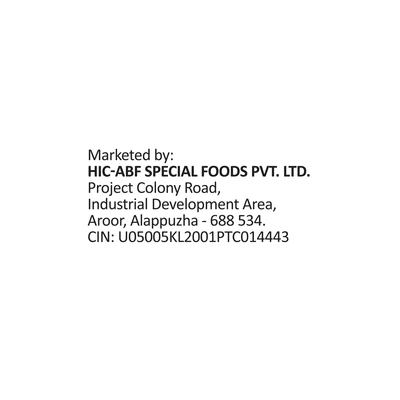 Marketed by:
HIC-ABF SPECIAL FOODS PVT. LTD.
Project Colony Road,
Industrial Development Area,
Aroor, Alappuzha - 688 534.
CIN: U05005KL2001PTC014443